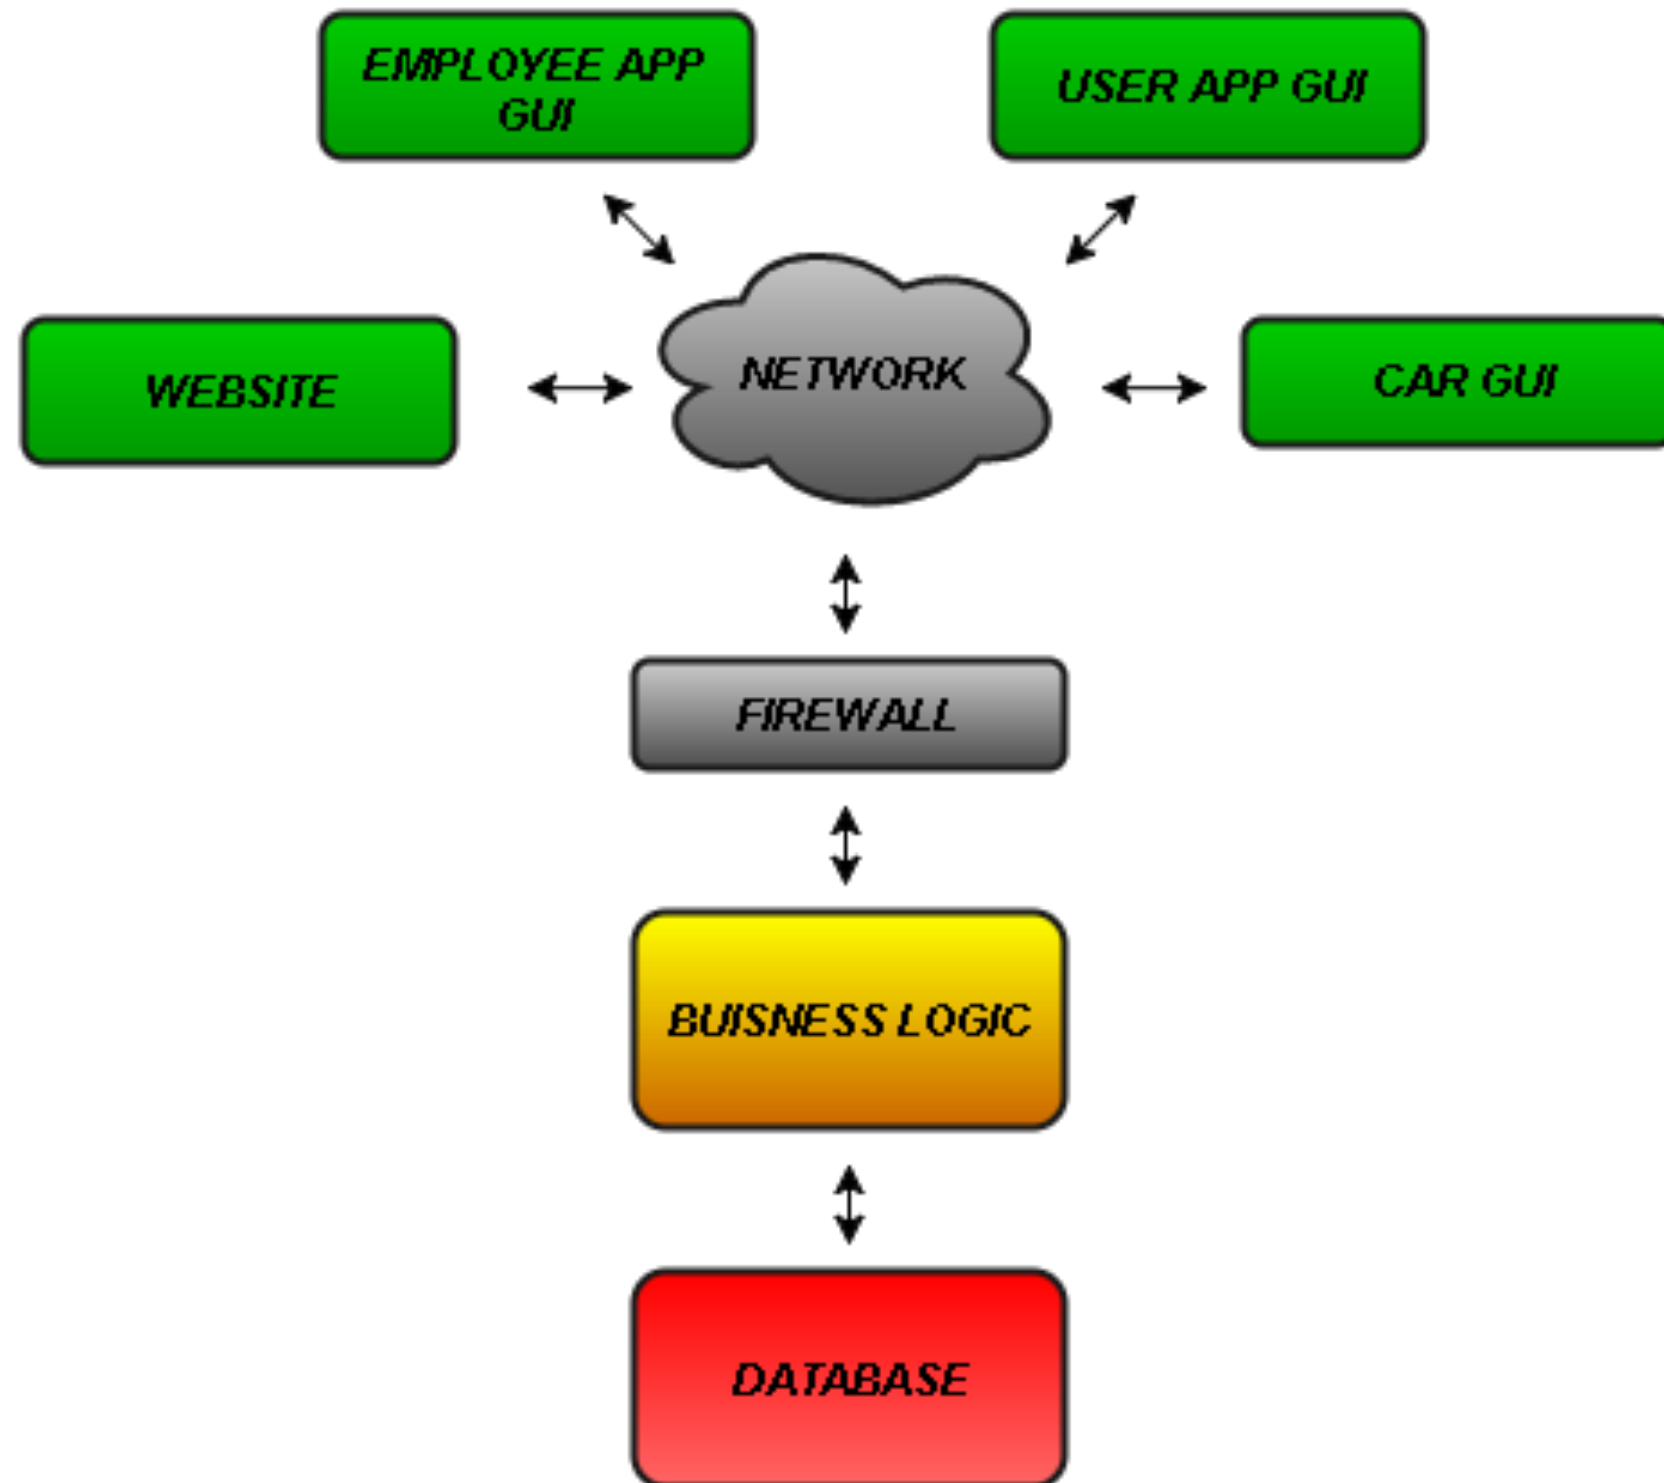 EMPLOYEE APP
GUI
USER APP GUI
WEBSITE
NETWORK
CAR GUI
FIREWALL
BUISNESS LOGIC
DATABASE